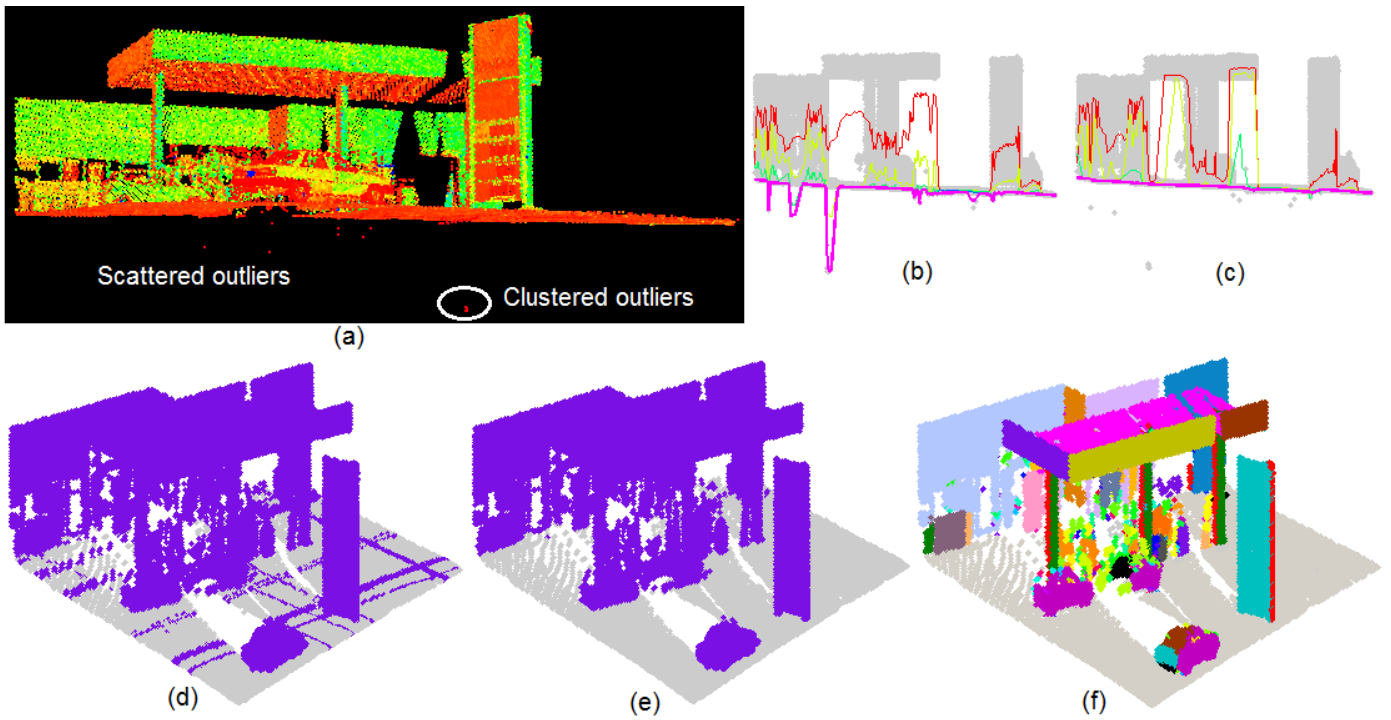 Scattered outliers
Clustered outliers
(a)
(b)
(c)
(d)
(e)
(f)